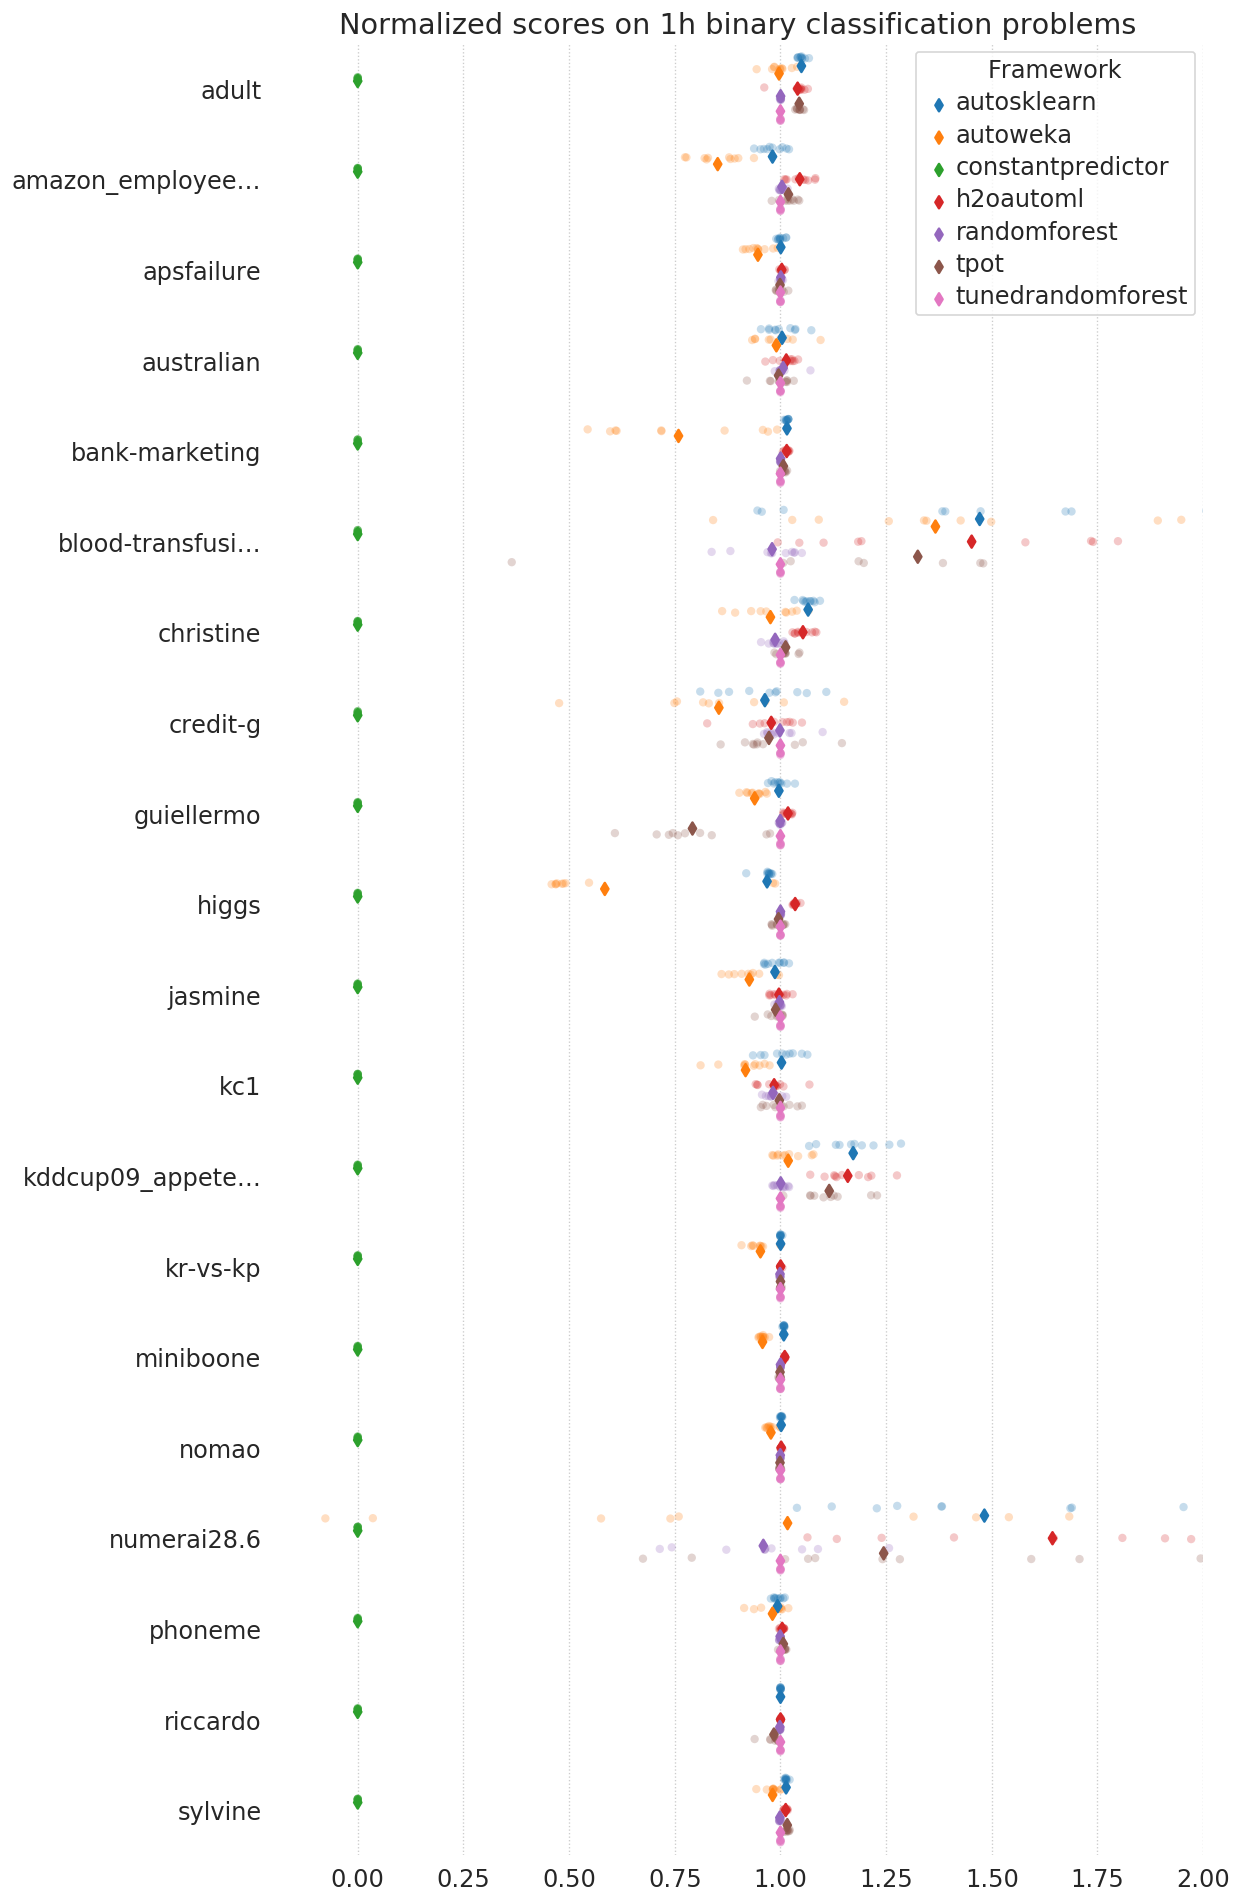 Normalized scores on 1h binary classification problems
Framework
autosklearn
autoweka
constantpredictor
h2oautoml
randomforest
tpot
tunedrandomforest
adult
amazon_employee…
apsfailure
australian
bank-marketing
blood-transfusi…
christine
credit-g
guiellermo
higgs
jasmine
kc1
kddcup09_appete…
kr-vs-kp
miniboone
nomao
numerai28.6
phoneme
riccardo
sylvine
0.00 0.25 0.50 0.75 1.00 1.25 1.50 1.75 2.00